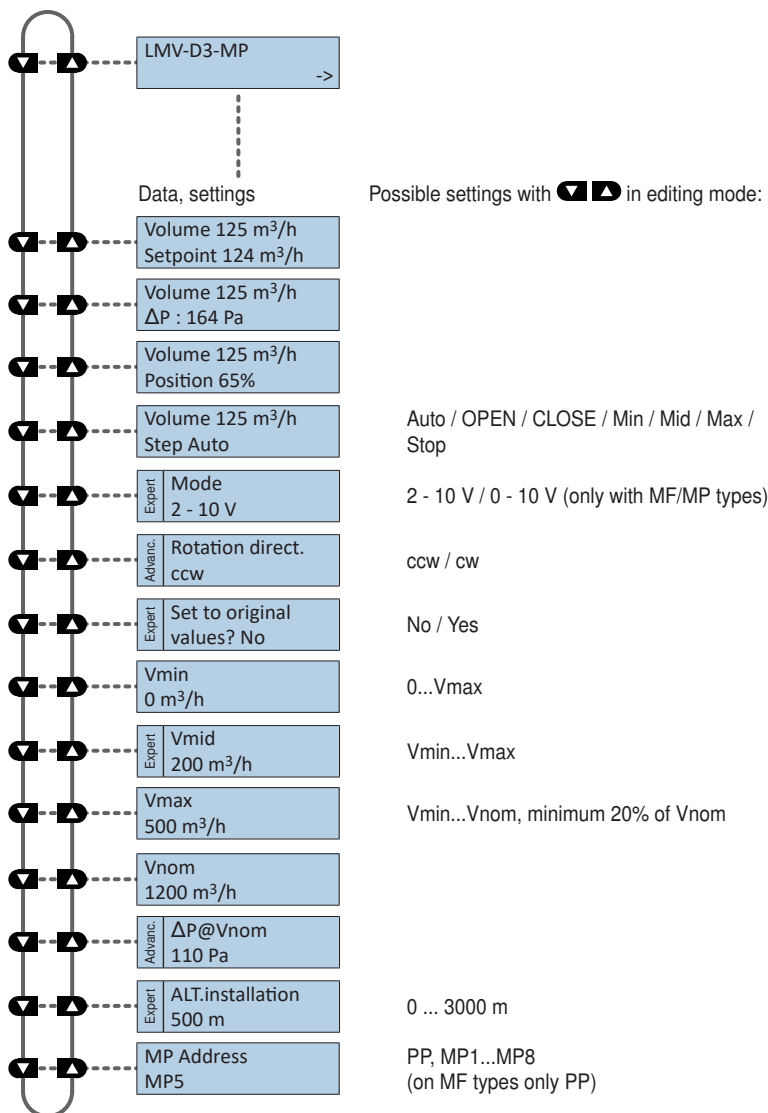 LMV-D3-MP
->
Data, settings
Possible settings with in editing mode:
Volume 125 m³/h
Setpoint 124 m³/h
Volume 125 m³/h
ΔP : 164 Pa
Volume 125 m³/h
Position 65%
Volume 125 m³/h
Step Auto
Auto / OPEN / CLOSE / Min / Mid / Max /
Stop
Expert
Mode
2 - 10 V
2 - 10 V / 0 - 10 V (only with MF/MP types)
Advanc.
Rotation direct.
ccw
ccw / cw
Expert
Set to original
values? No
No / Yes
Vmin
0 m³/h
0...Vmax
Expert
Vmid
200 m³/h
Vmin...Vmax
Vmax
500 m³/h
Vmin...Vnom, minimum 20% of Vnom
Vnom
1200 m³/h
Advanc.
ΔP@Vnom
110 Pa
Expert
ALT.installation
500 m
0 ... 3000 m
MP Address
MP5
PP, MP1...MP8
(on MF types only PP)